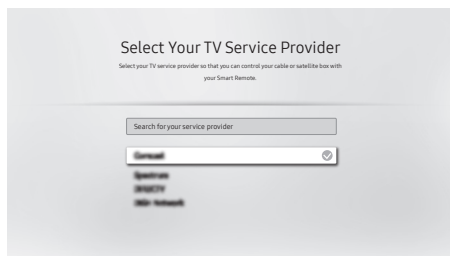 Select Your TV Service Provider
Select your TV service provider so that you can control your cable or satellite box with
your Smart Remote.
Search for your service provider